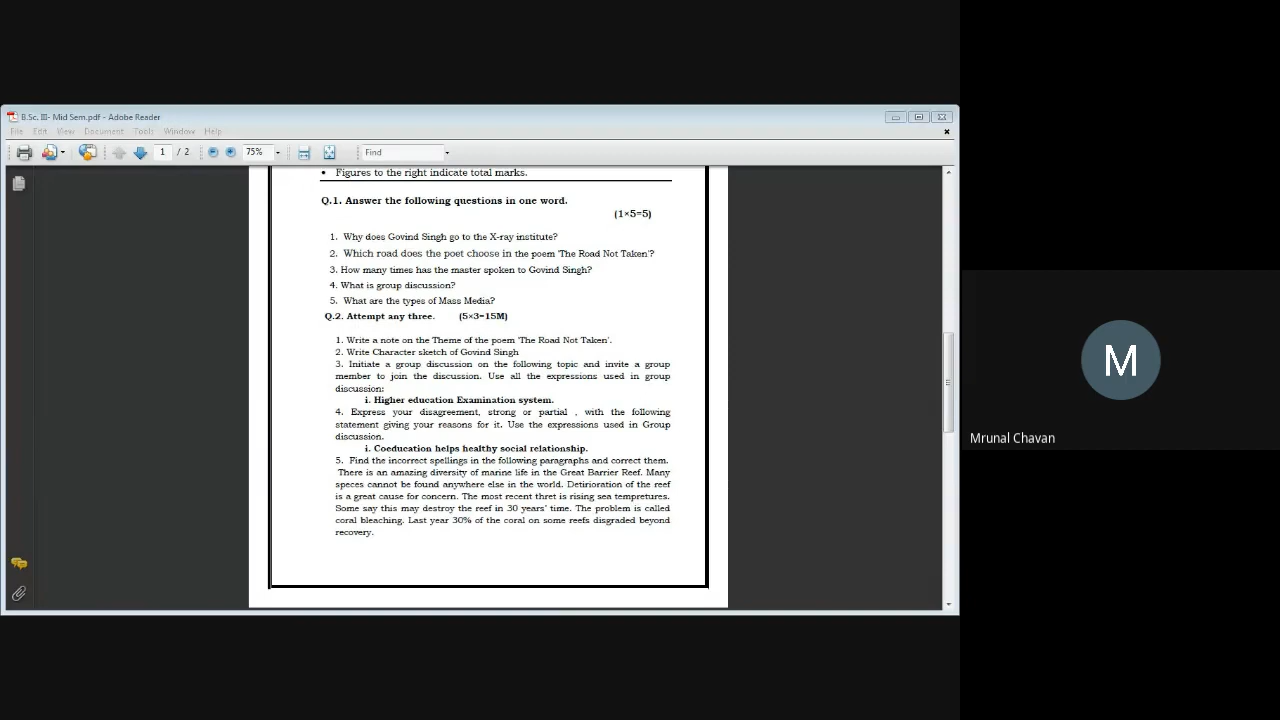 B.Sc. III- Mid Sem.pdf - Adobe Reader
File Edit View Document Tools Window Help
1 / 2 75% Find
• Figures to the right indicate total marks.
Q.1. Answer the following questions in one word.
(1×5=5)
1. Why does Govind Singh go to the X-ray institute?
2. Which road does the poet choose in the poem 'The Road Not Taken'?
3. How many times has the master spoken to Govind Singh?
4. What is group discussion?
5. What are the types of Mass Media?
Q.2. Attempt any three. (5×3=15M)
1. Write a note on the Theme of the poem 'The Road Not Taken'.
2. Write Character sketch of Govind Singh
3. Initiate a group discussion on the following topic and invite a group
member to join the discussion. Use all the expressions used in group
discussion:
i. Higher education Examination system.
4. Express your disagreement, strong or partial , with the following
statement giving your reasons for it. Use the expressions used in Group
discussion.
i. Coeducation helps healthy social relationship.
5. Find the incorrect spellings in the following paragraphs and correct them.
There is an amazing diversity of marine life in the Great Barrier Reef. Many
speces cannot be found anywhere else in the world. Detirioration of the reef
is a great cause for concern. The most recent thret is rising sea tempretures.
Some say this may destroy the reef in 30 years' time. The problem is called
coral bleaching. Last year 30% of the coral on some reefs disgraded beyond
recovery.
M
Mrunal Chavan